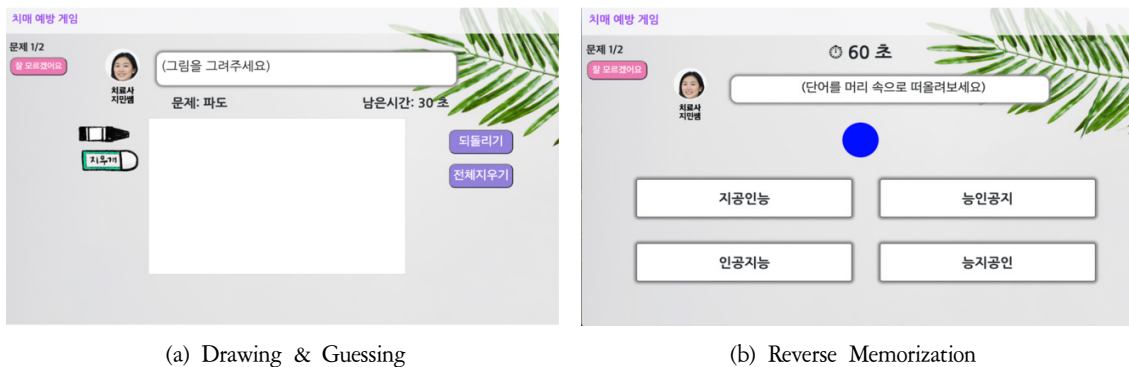 치매 예방 게임
문제 1/2
잘 모르겠어요
(그림을 그려주세요)
치료사
지민쌤
문제: 파도
남은시간: 30 초
지우개
되돌리기
전체지우기
(a) Drawing & Guessing
치매 예방 게임
문제 1/2
잘 모르겠어요
60 초
(단어를 머리 속으로 떠올려보세요)
치료사
지민쌤
지공인능
능인공지
인공지능
능지공인
(b) Reverse Memorization